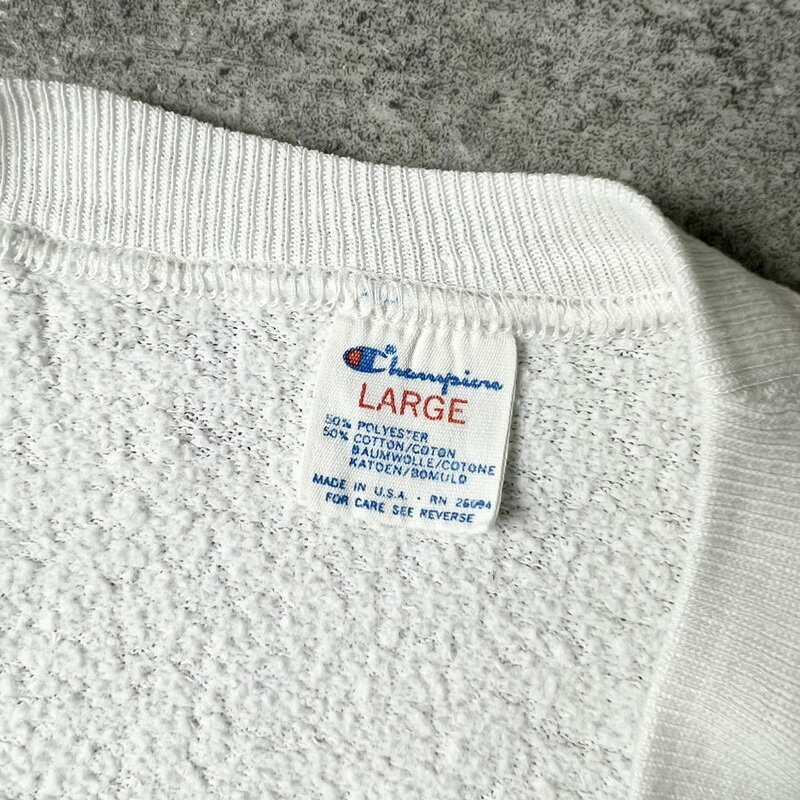 Champion
LARGE
50% POLYESTER
50% COTTON/COTON
BAUMWOLLE/COTONE
KATOEN/BOMULD
MADE IN U.S.A. · RN 26094
FOR CARE SEE REVERSE